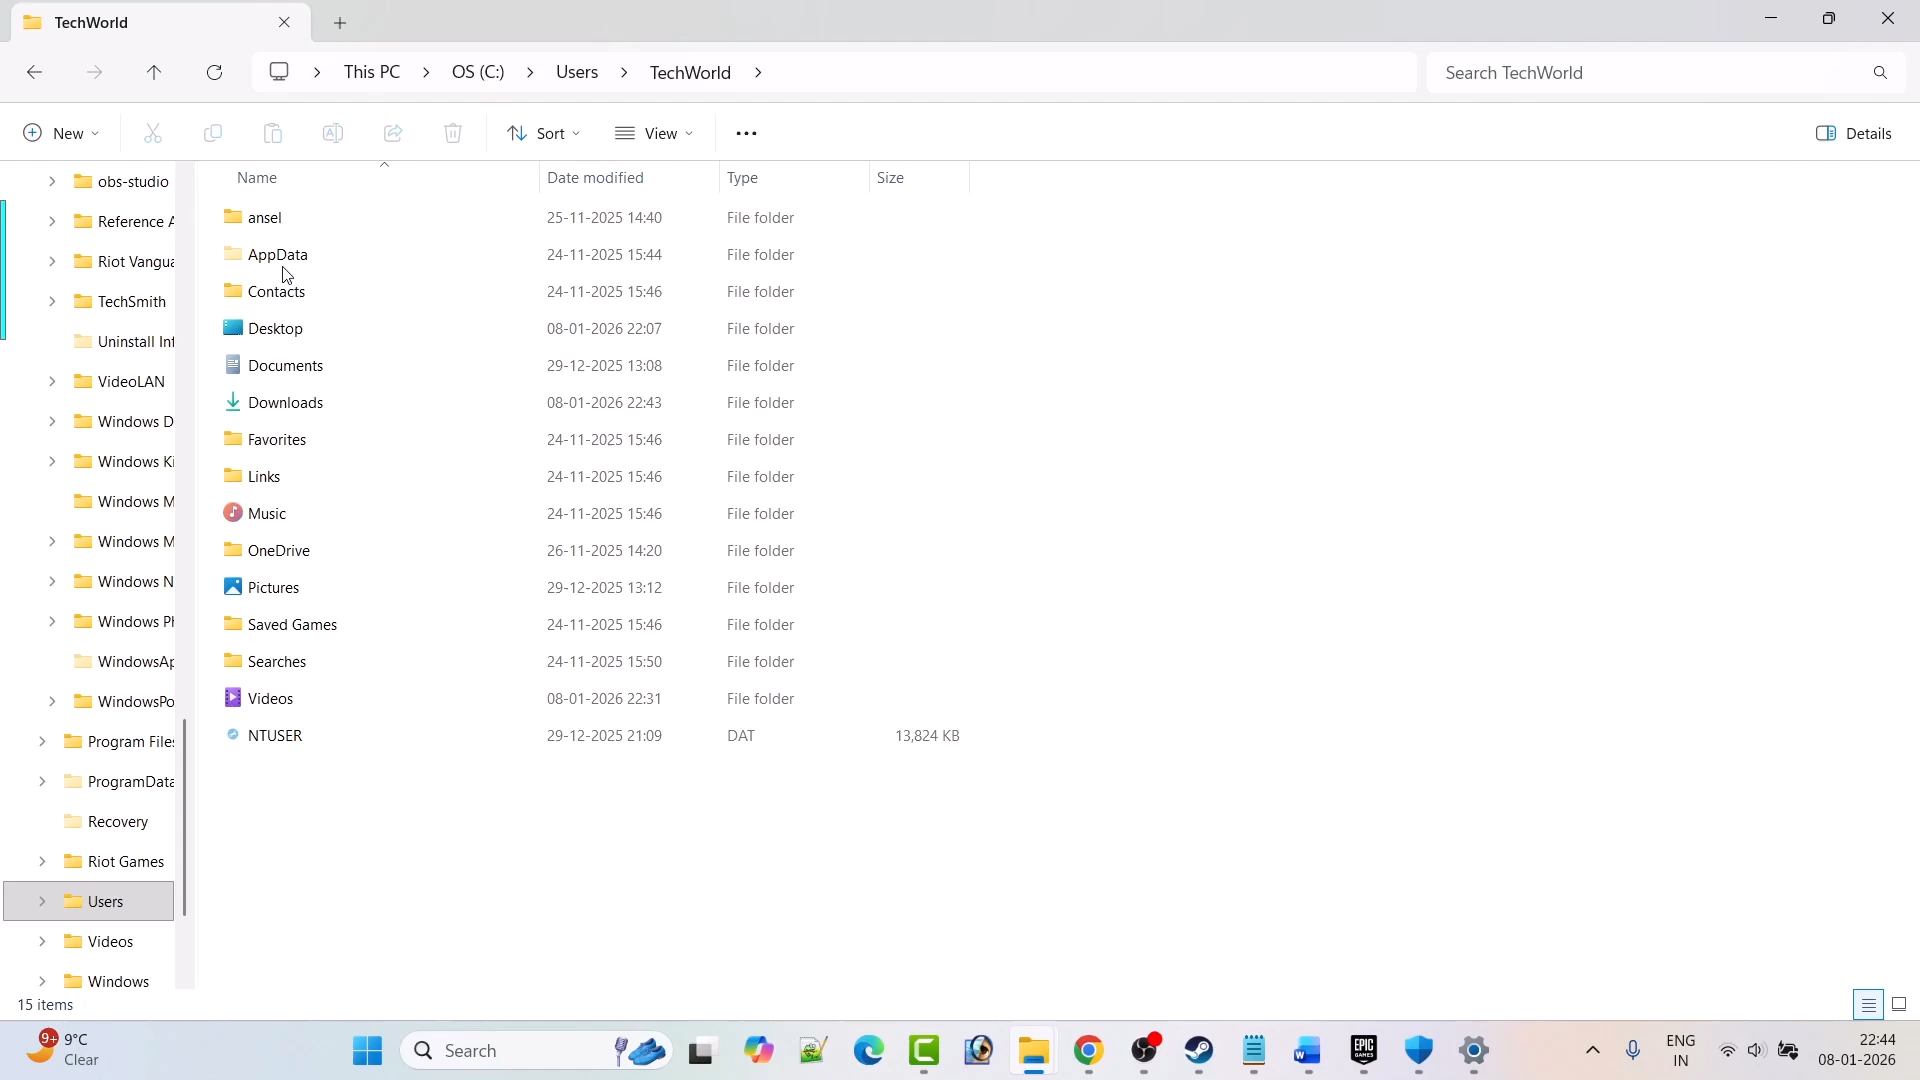 TechWorld
This PC > OS (C:) > Users > TechWorld >
Search TechWorld
New
Sort
View
Details
obs-studio
Reference A
Riot Vangua
TechSmith
Uninstall Inf
VideoLAN
Windows D
Windows Ki
Windows M
Windows M
Windows N
Windows Ph
WindowsAp
WindowsPo
Program Files
ProgramData
Recovery
Riot Games
Users
Videos
Windows
Name Date modified Type Size
ansel 25-11-2025 14:40 File folder
AppData 24-11-2025 15:44 File folder
Contacts 24-11-2025 15:46 File folder
Desktop 08-01-2026 22:07 File folder
Documents 29-12-2025 13:08 File folder
Downloads 08-01-2026 22:43 File folder
Favorites 24-11-2025 15:46 File folder
Links 24-11-2025 15:46 File folder
Music 24-11-2025 15:46 File folder
OneDrive 26-11-2025 14:20 File folder
Pictures 29-12-2025 13:12 File folder
Saved Games 24-11-2025 15:46 File folder
Searches 24-11-2025 15:50 File folder
Videos 08-01-2026 22:31 File folder
NTUSER 29-12-2025 21:09 DAT 13,824 KB
15 items
9+
9°C
Clear
Search
EPIC GAMES
ENG
IN
22:44
08-01-2026